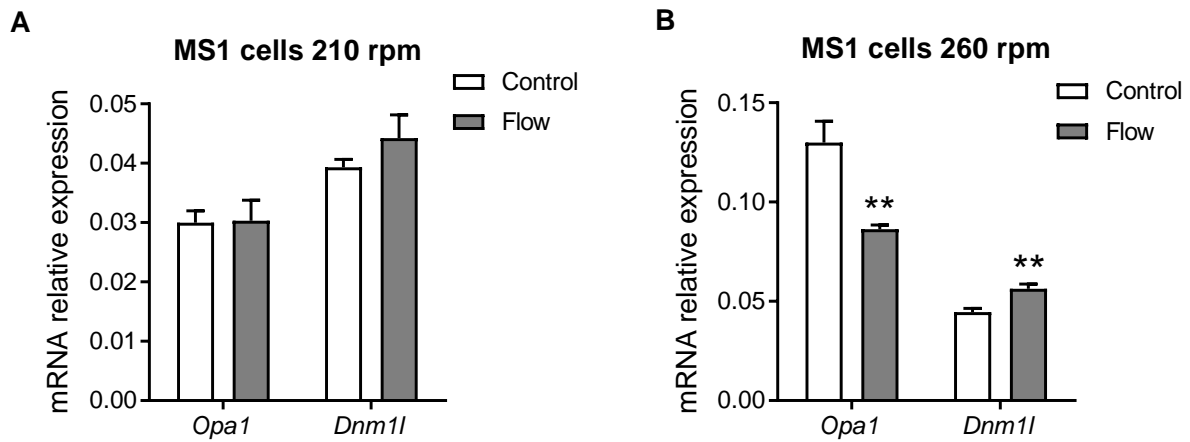 A
MS1 cells 210 rpm
Control
Flow
mRNA relative expression
0.05
0.04
0.03
0.02
0.01
0.00
Opa1
Dnm1l
B
MS1 cells 260 rpm
Control
Flow
mRNA relative expression
0.15
0.10
0.05
0.00
**
**
Opa1
Dnm1l